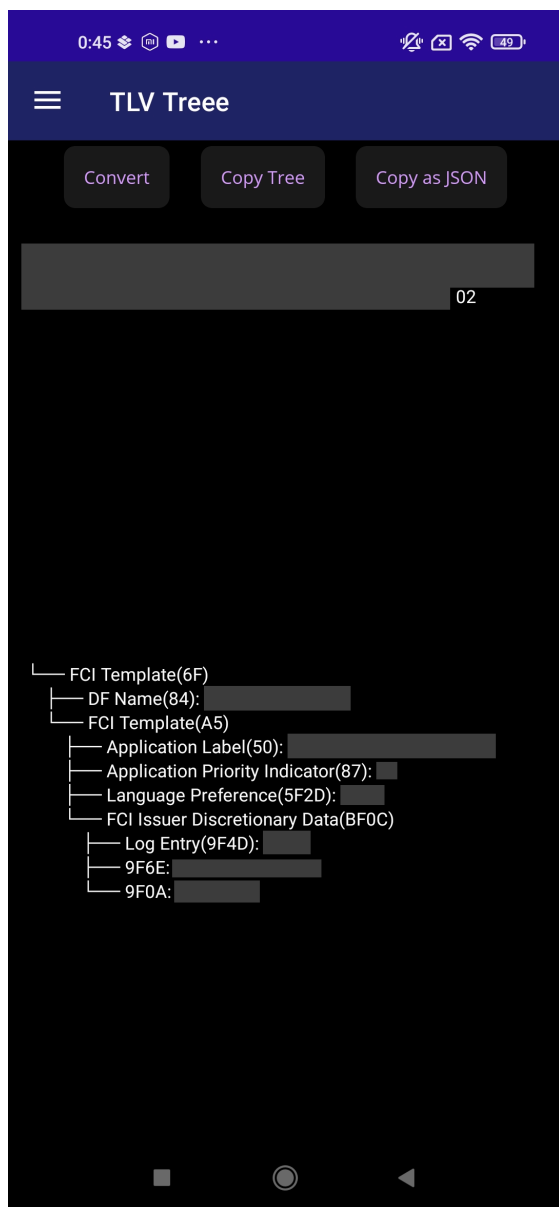 0:45 ··· 49
TLV Treee
Convert Copy Tree Copy as JSON
02
└── FCI Template(6F)
├── DF Name(84):
└── FCI Template(A5)
├── Application Label(50):
├── Application Priority Indicator(87):
├── Language Preference(5F2D):
└── FCI Issuer Discretionary Data(BF0C)
├── Log Entry(9F4D):
├── 9F6E:
└── 9F0A: